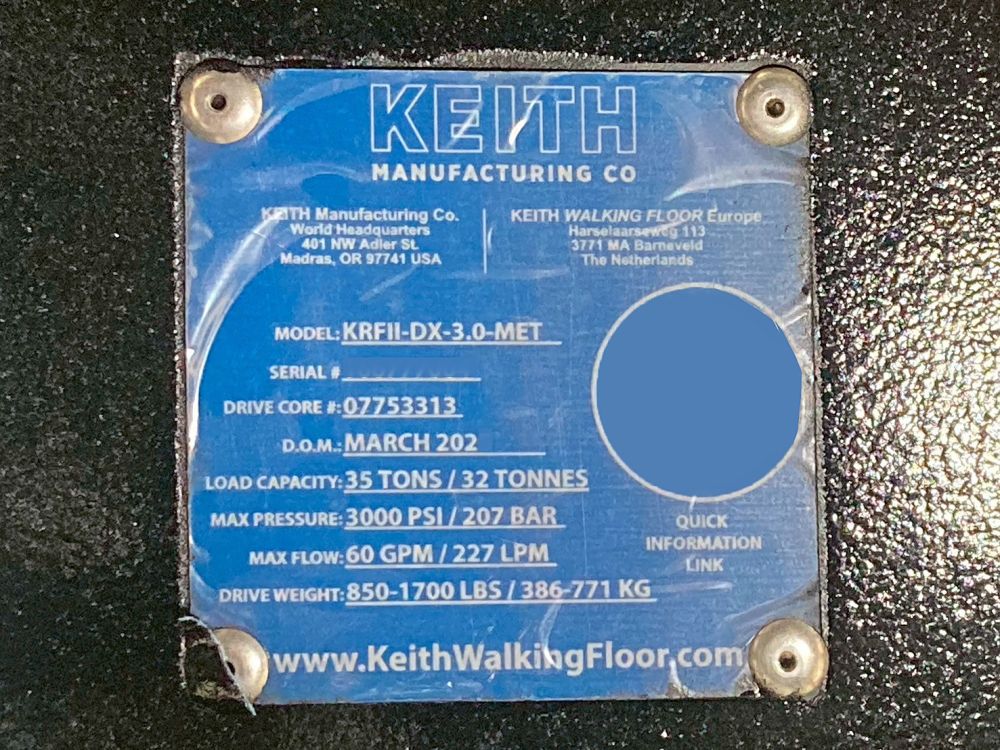 KEITH
MANUFACTURING CO
KEITH Manufacturing Co.
World Headquarters
401 NW Adler St.
Madras, OR 97741 USA
KEITH WALKING FLOOR Europe
Harselaarseweg 113
3771 MA Barneveld
The Netherlands
MODEL: KRFII-DX-3.0-MET
SERIAL #
DRIVE CORE #: 07753313
D.O.M.: MARCH 202
LOAD CAPACITY: 35 TONS / 32 TONNES
MAX PRESSURE: 3000 PSI / 207 BAR
MAX FLOW: 60 GPM / 227 LPM
DRIVE WEIGHT: 850-1700 LBS / 386-771 KG
QUICK
INFORMATION
LINK
www.KeithWalkingFloor.com